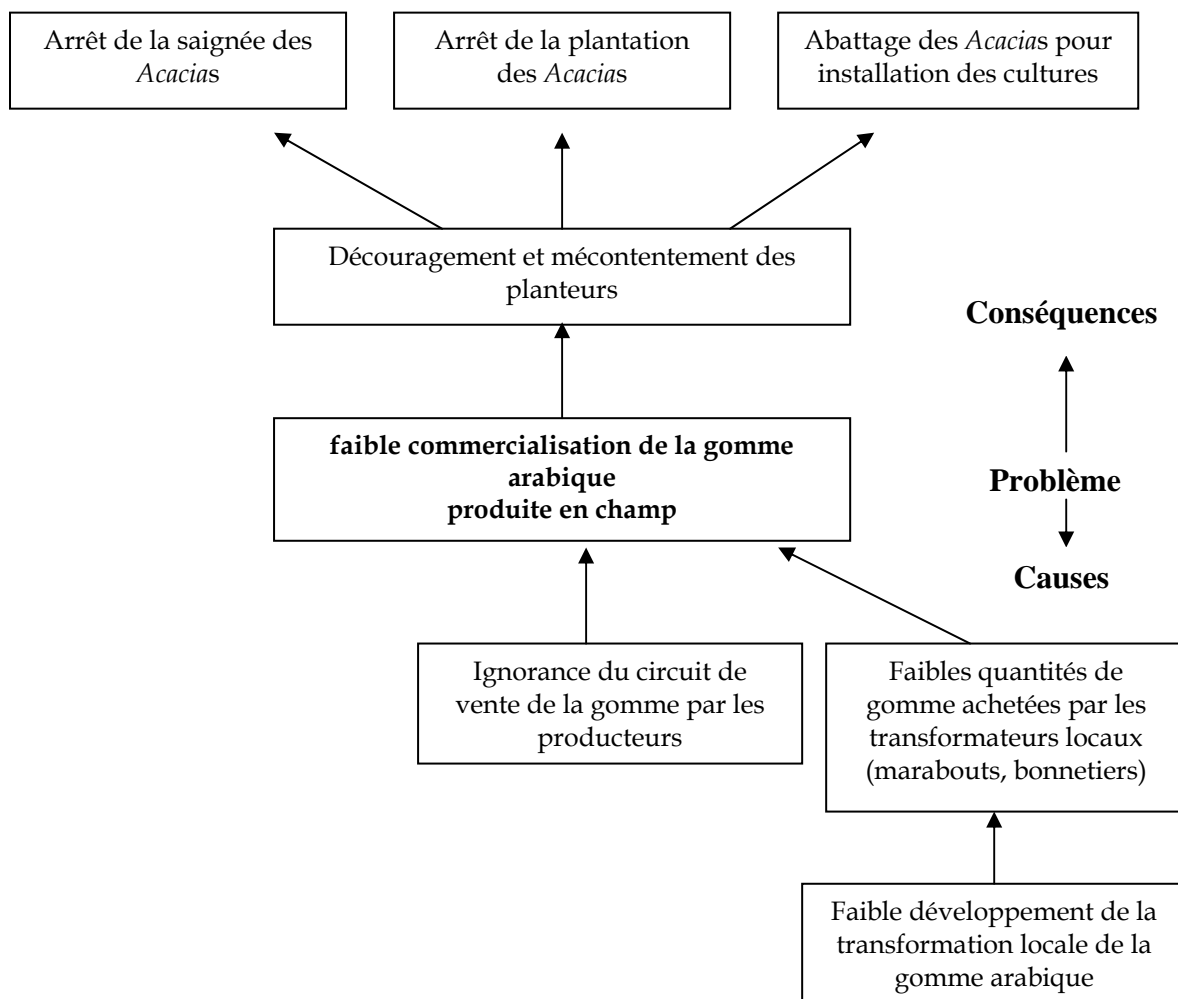 Arrêt de la saignée des
Acacias
Arrêt de la plantation
des Acacias
Abattage des Acacias pour
installation des cultures
Découragement et mécontentement des
planteurs
Conséquences
faible commercialisation de la gomme
arabique
produite en champ
Problème
Causes
Ignorance du circuit de
vente de la gomme par les
producteurs
Faibles quantités de
gomme achetées par les
transformateurs locaux
(marabouts, bonnetiers)
Faible développement de la
transformation locale de la
gomme arabique